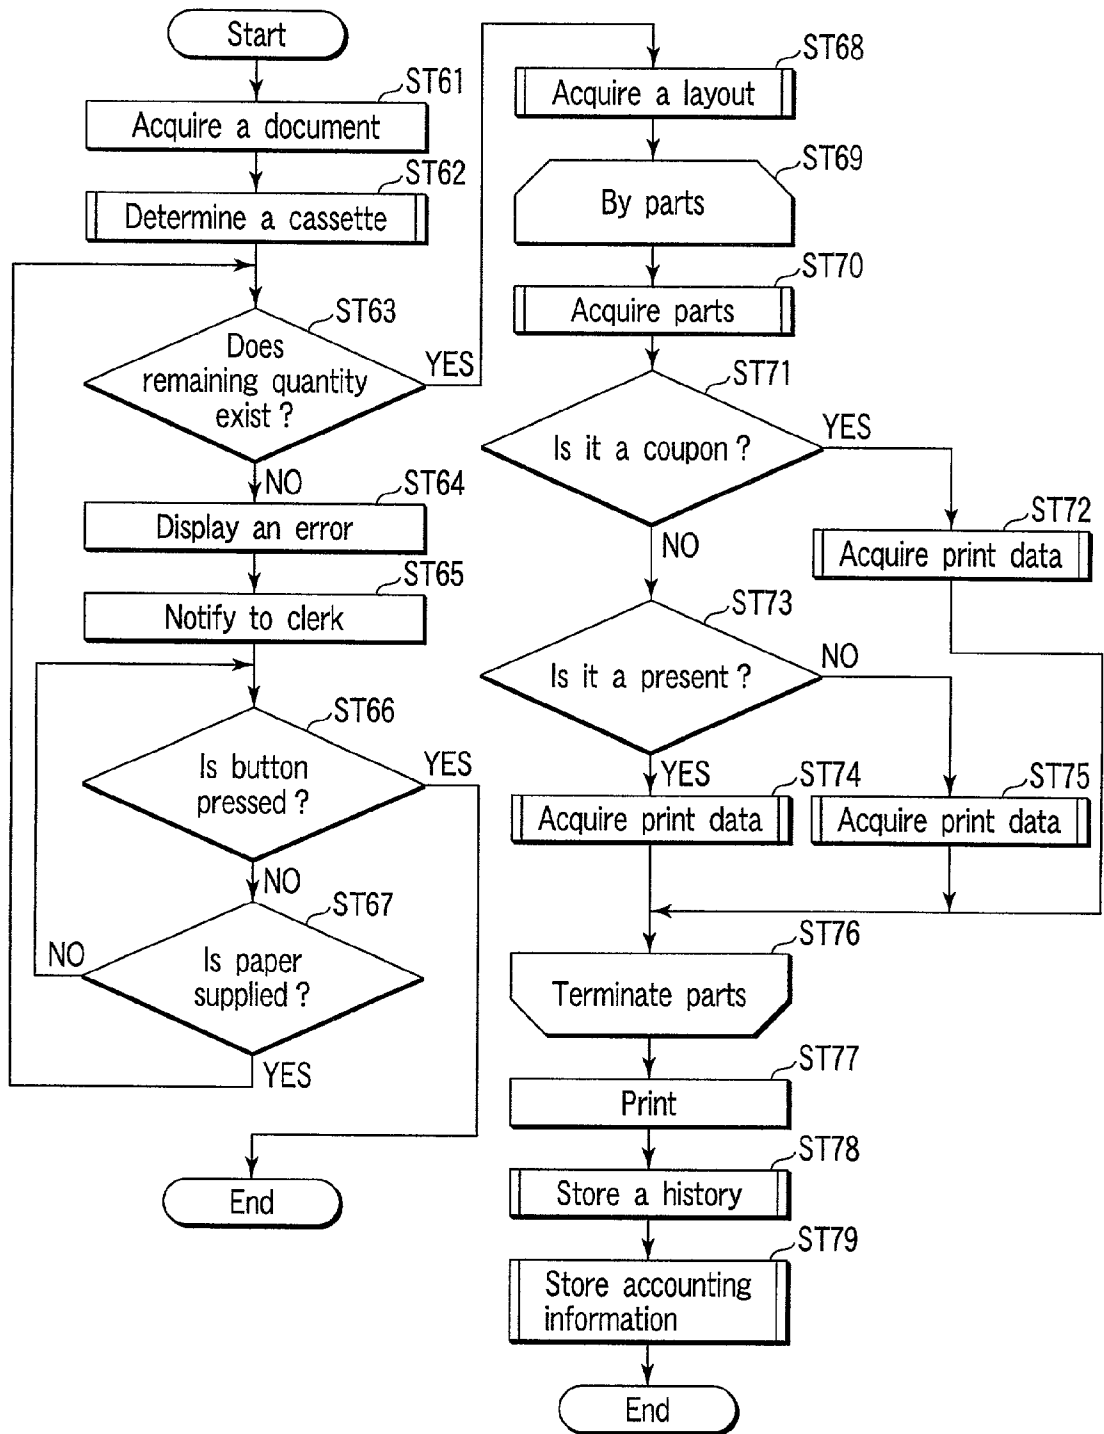 Start
ST61
Acquire a document
ST62
Determine a cassette
ST63
Does
remaining quantity
exist ?
YES
NO
ST64
Display an error
ST65
Notify to clerk
ST66
Is button
pressed ?
YES
NO
ST67
Is paper
supplied ?
NO
YES
End
ST68
Acquire a layout
ST69
By parts
ST70
Acquire parts
ST71
Is it a coupon ?
YES
NO
ST72
Acquire print data
ST73
Is it a present ?
NO
YES
ST74
Acquire print data
ST75
Acquire print data
ST76
Terminate parts
ST77
Print
ST78
Store a history
ST79
Store accounting
information
End